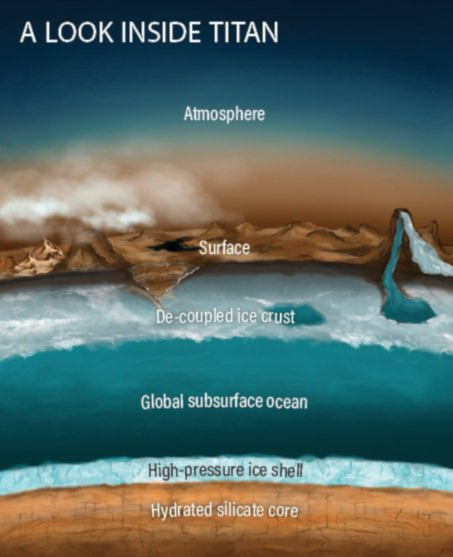 A LOOK INSIDE TITAN
Atmosphere
Surface
De-coupled ice crust
Global subsurface ocean
High-pressure ice shell
Hydrated silicate core